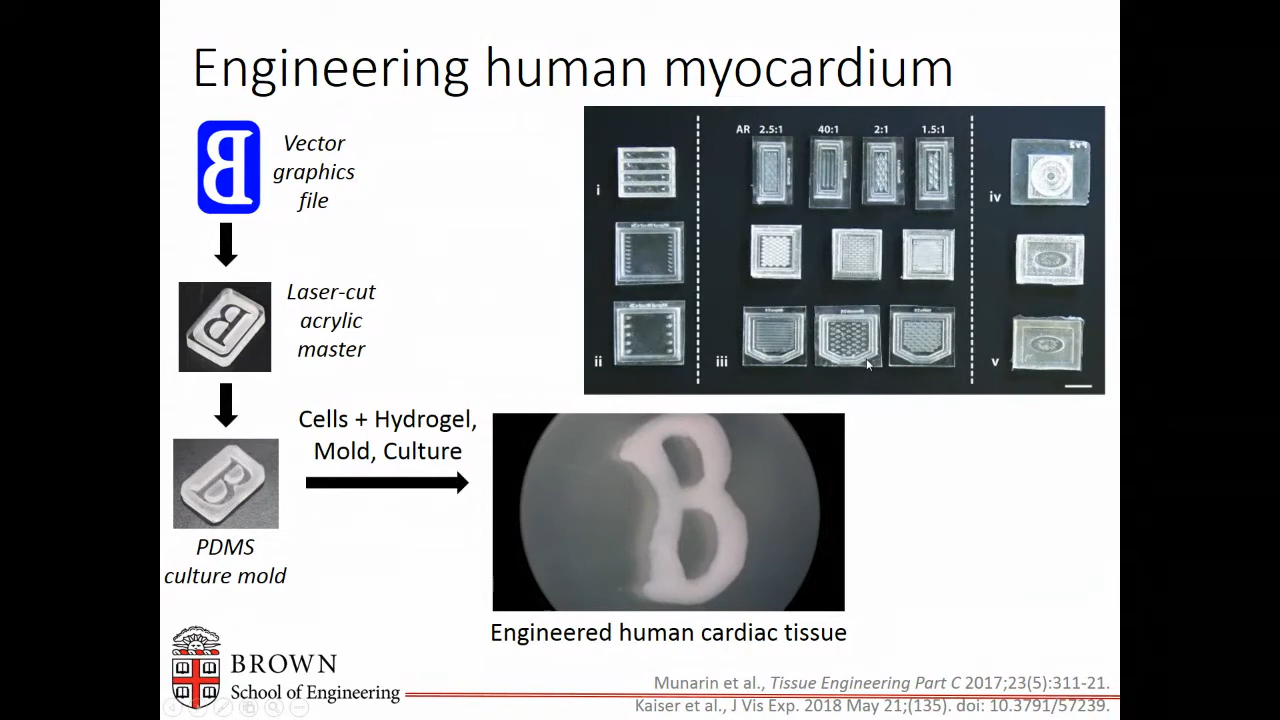 Engineering human myocardium
Vector
graphics
file
Laser-cut
acrylic
master
Cells + Hydrogel,
Mold, Culture
PDMS
culture mold
AR 2.5:1 40:1 2:1 1.5:1
i
ii
iii
iv
v
Engineered human cardiac tissue
BROWN
School of Engineering
Munarin et al., Tissue Engineering Part C 2017;23(5):311-21.
Kaiser et al., J Vis Exp. 2018 May 21;(135). doi: 10.3791/57239.